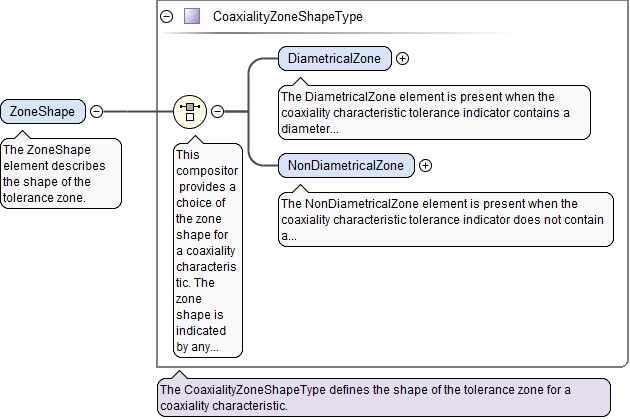 CoaxialityZoneShapeType
DiametricalZone
The DiametricalZone element is present when the
coaxiality characteristic tolerance indicator contains a
diameter...
ZoneShape
The ZoneShape
element describes
the shape of the
tolerance zone.
This
compositor
provides a
choice of
the zone
shape for
a coaxiality
characteris
tic. The
zone
shape is
indicated
by any...
NonDiametricalZone
The NonDiametricalZone element is present when the
coaxiality characteristic tolerance indicator does not contain
a...
The CoaxialityZoneShapeType defines the shape of the tolerance zone for a
coaxiality characteristic.